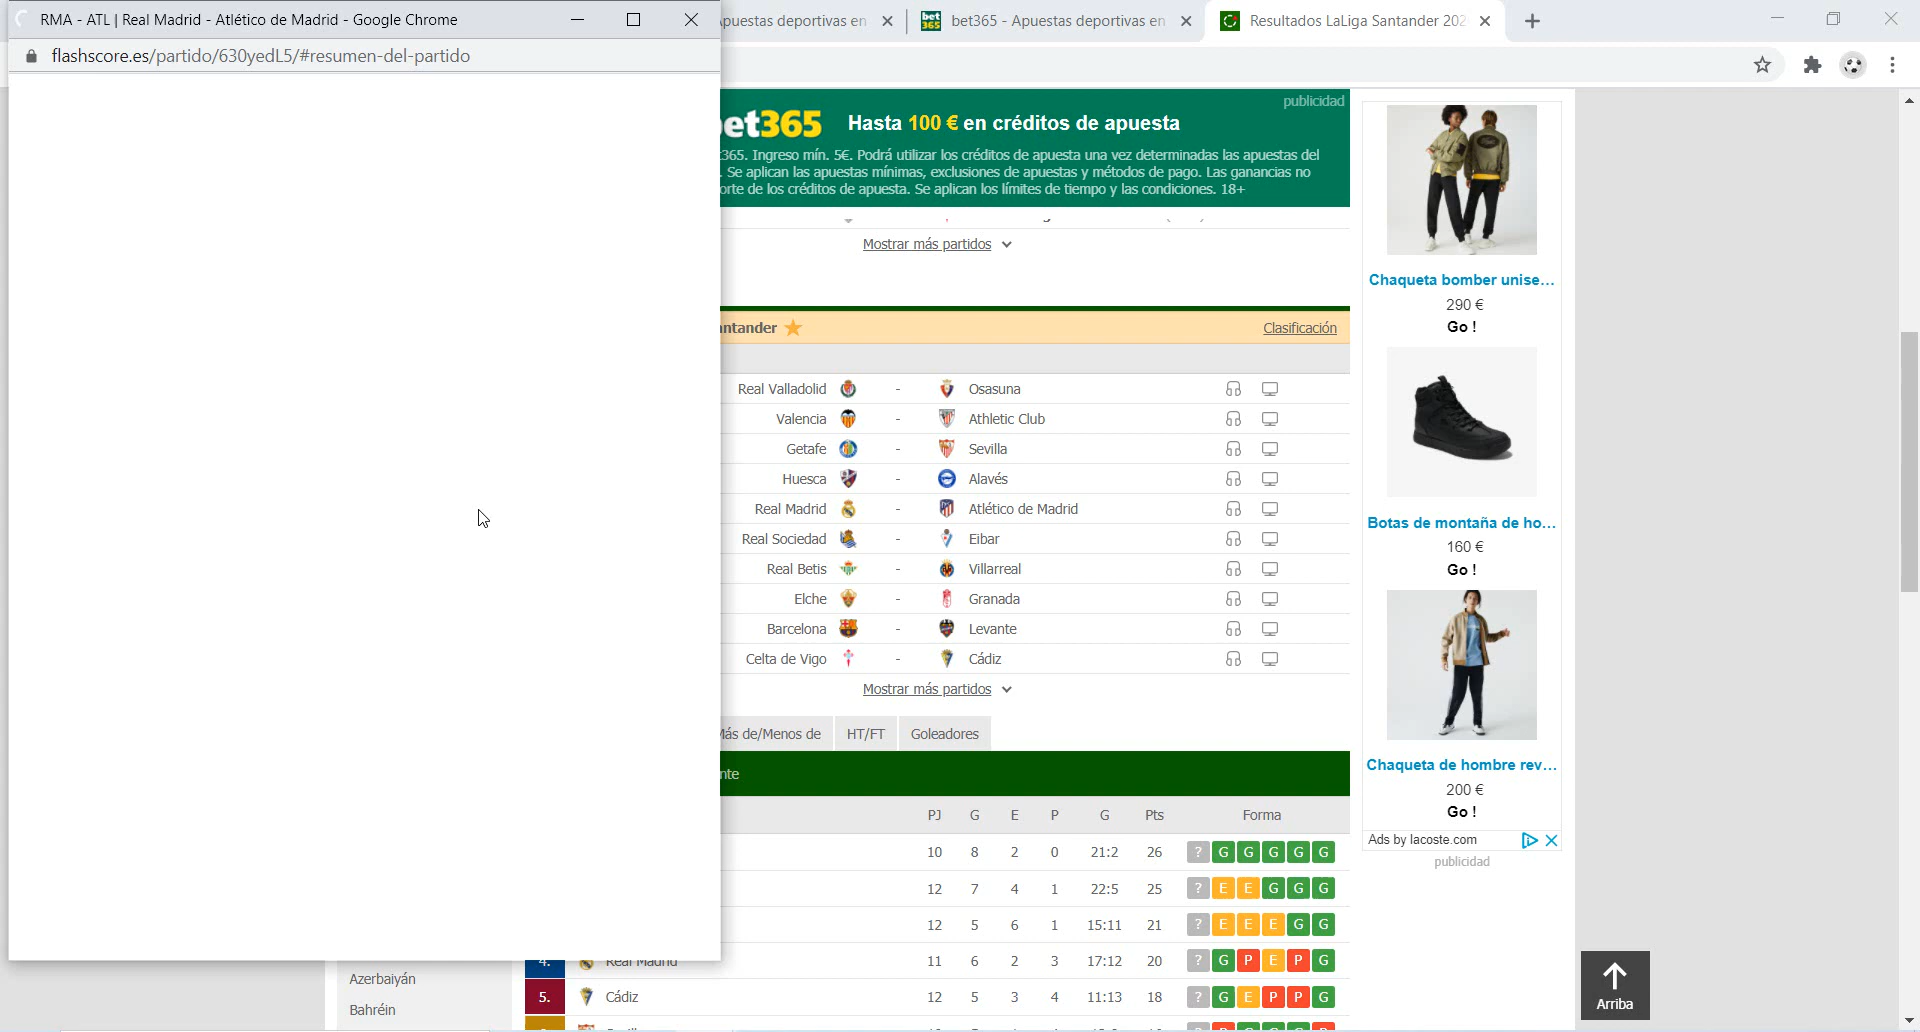 RMA - ATL | Real Madrid - Atlético de Madrid - Google Chrome
puestas deportivas en
bet365 - Apuestas deportivas en
Resultados LaLiga Santander 202
flashscore.es/partido/630yedL5/#resumen-del-partido
publicidad
bet365
Hasta 100 € en créditos de apuesta
365. Ingreso mín. 5€. Podrá utilizar los créditos de apuesta una vez determinadas las apuestas del
. Se aplican las apuestas mínimas, exclusiones de apuestas y métodos de pago. Las ganancias no
orte de los créditos de apuesta. Se aplican los límites de tiempo y las condiciones. 18+
Mostrar más partidos
ntander
Clasificación
Real Valladolid - Osasuna
Valencia - Athletic Club
Getafe - Sevilla
Huesca - Alavés
Real Madrid - Atlético de Madrid
Real Sociedad - Eibar
Real Betis - Villarreal
Elche - Granada
Barcelona - Levante
Celta de Vigo - Cádiz
Mostrar más partidos
Más de/Menos de HT/FT Goleadores
nte
PJ G E P G Pts Forma
10 8 2 0 21:2 26 ? G G G G G
12 7 4 1 22:5 25 ? E E G G G
12 5 6 1 15:11 21 ? E E E G G
4. Real Madrid 11 6 2 3 17:12 20 ? G P E P G
5. Cádiz 12 5 3 4 11:13 18 ? G E P P G
Azerbaiyán
Bahréin
Chaqueta bomber unise...
290 €
Go !
Botas de montaña de ho...
160 €
Go !
Chaqueta de hombre rev...
200 €
Go !
Ads by lacoste.com
publicidad
Arriba